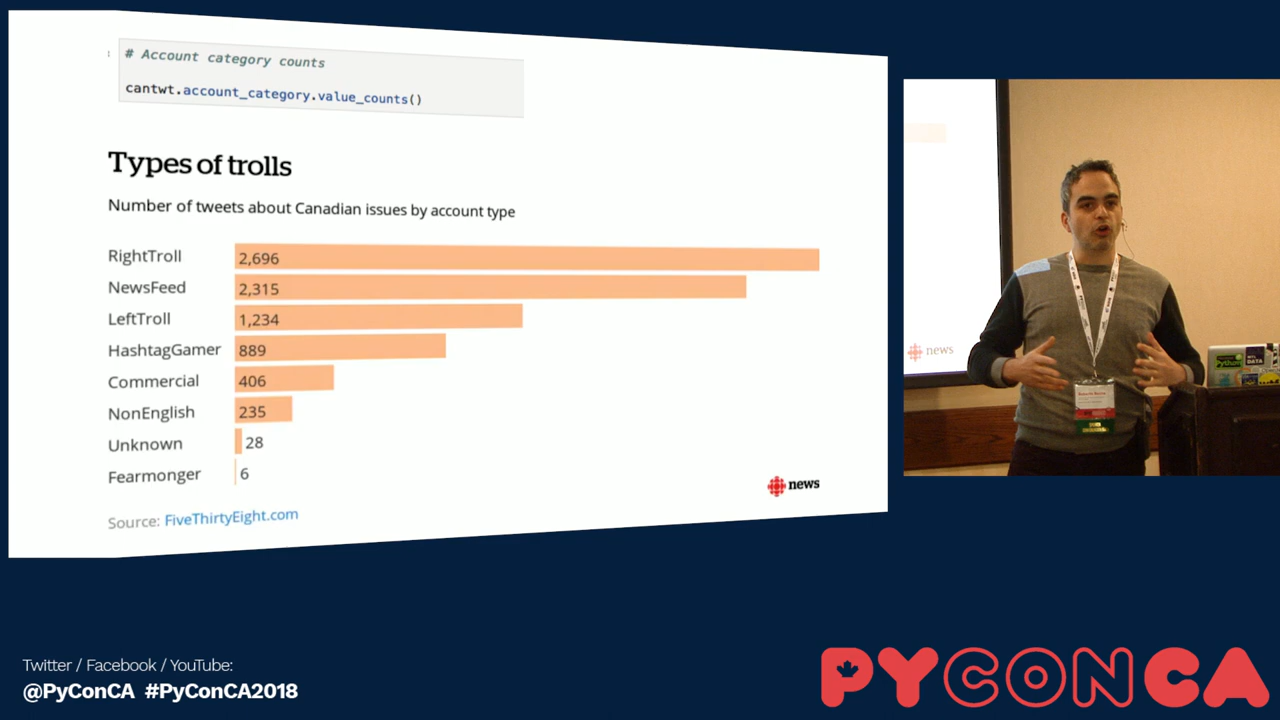 # Account category counts
cantwt.account_category.value_counts()
Types of trolls
Number of tweets about Canadian issues by account type
RightTroll 2,696
NewsFeed 2,315
LeftTroll 1,234
HashtagGamer 889
Commercial 406
NonEnglish 235
Unknown 28
Fearmonger 6
news
Source: FiveThirtyEight.com
news
Twitter / Facebook / YouTube:
@PyConCA #PyConCA2018
PYCONCA